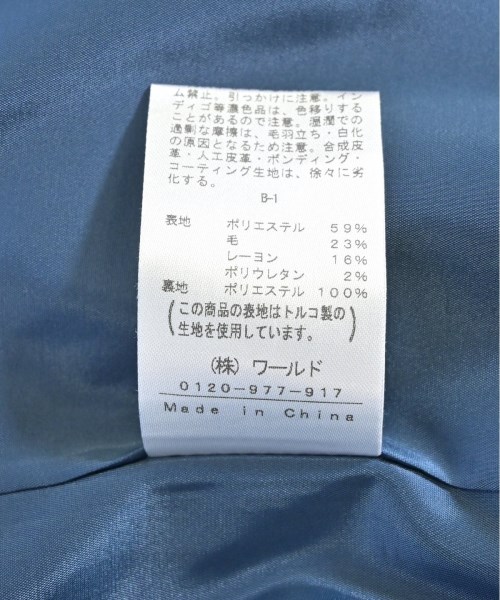 ム禁止、引っかけに注意。イン
ディゴ等濃色品は、色移りする
ことがあるので注意。湿潤での
過剰な摩擦は、毛羽立ち・白化
の原因となるため注意。合成皮
革・人工皮革・ボンディング・
コーティング生地は、徐々に劣
化する。
B-1
表地 ポリエステル 59%
毛 23%
レーヨン 16%
ポリウレタン 2%
裏地 ポリエステル 100%
(この商品の表地はトルコ製の
生地を使用しています。)
(株) ワールド
0120-977-917
Made in China